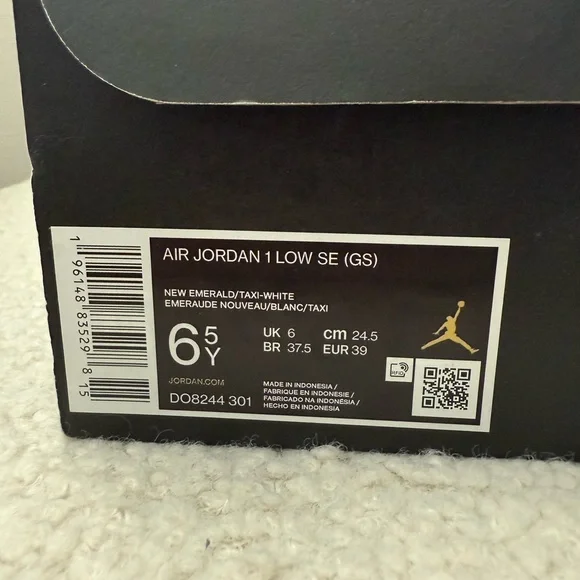 AIR JORDAN 1 LOW SE (GS)
NEW EMERALD/TAXI-WHITE
EMERAUDE NOUVEAU/BLANC/TAXI
6 5Y
UK 6 cm 24.5
BR 37.5 EUR 39
JORDAN.COM
DO8244 301
MADE IN INDONESIA /
FABRIQUE EN INDONESIE /
FABRICADO NA INDONÉSIA /
HECHO EN INDONESIA
RFID
1 96148 83529 8 15